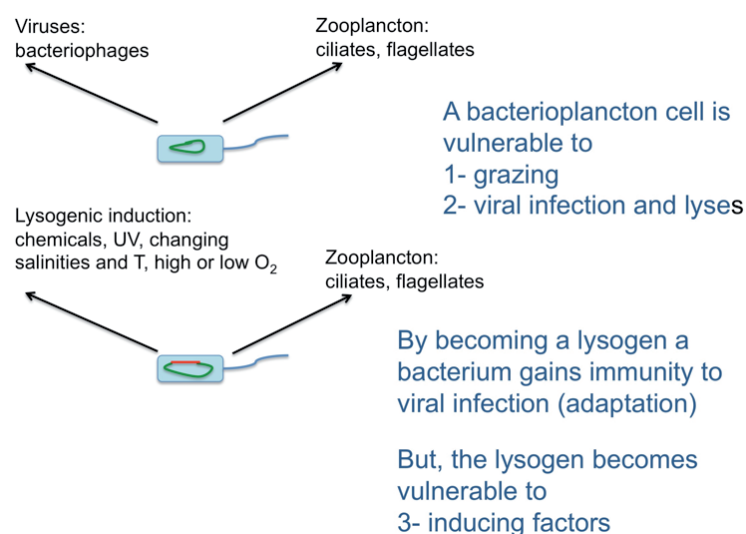 Viruses:
bacteriophages
Zooplancton:
ciliates, flagellates
A bacterioplancton cell is
vulnerable to
1- grazing
2- viral infection and lyses
Lysogenic induction:
chemicals, UV, changing
salinities and T, high or low O₂
Zooplancton:
ciliates, flagellates
By becoming a lysogen a
bacterium gains immunity to
viral infection (adaptation)
But, the lysogen becomes
vulnerable to
3- inducing factors